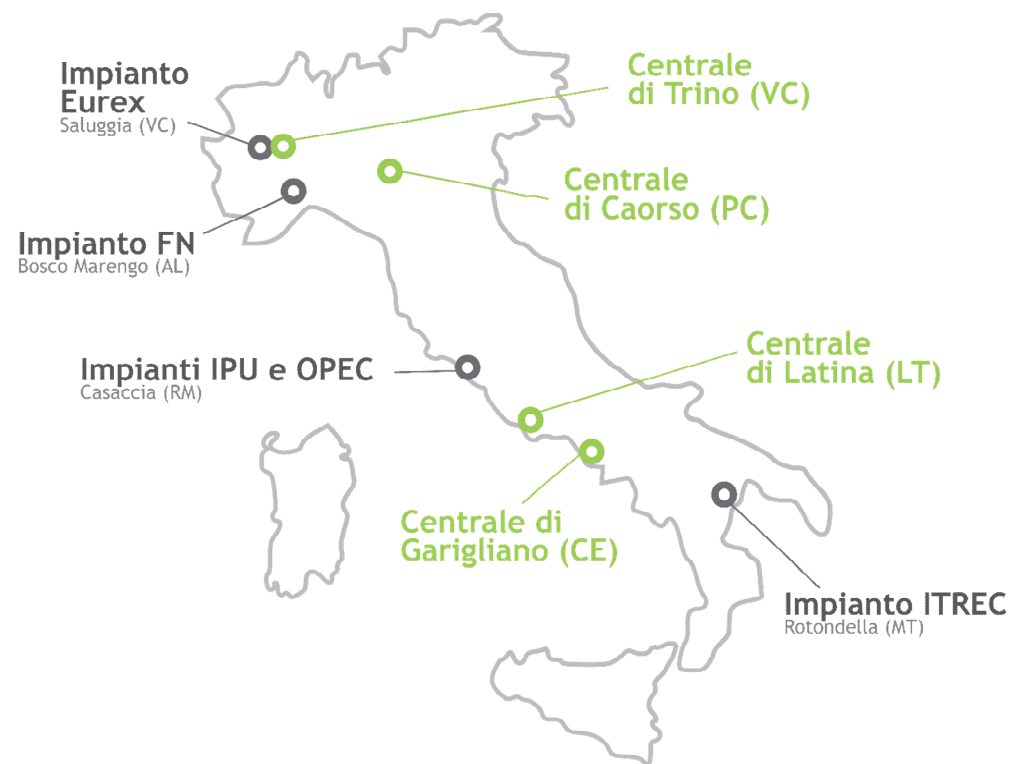 Impianto
Eurex
Saluggia (VC)
Centrale
di Trino (VC)
Centrale
di Caorso (PC)
Impianto FN
Bosco Marengo (AL)
Impianti IPU e OPEC
Casaccia (RM)
Centrale
di Latina (LT)
Centrale di
Garigliano (CE)
Impianto ITREC
Rotondella (MT)